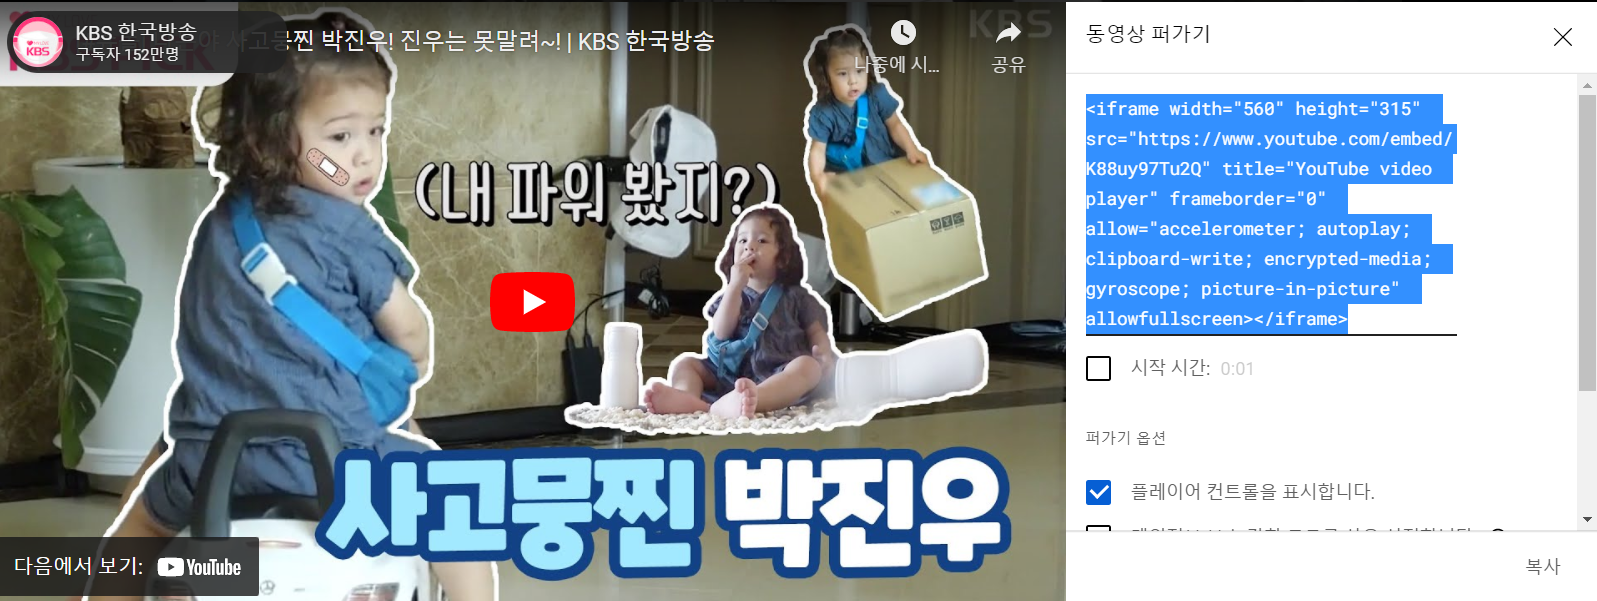 KBS 한국방송
구독자 152만명
사고뭉찐 박진우! 진우는 못말려~! | KBS 한국방송
KBS
나중에 시...
공유
KBS
(내 파워 봤지?)
사고뭉찐 박진우
다음에서 보기: YouTube
동영상 퍼가기
<iframe width="560" height="315"
src="https://www.youtube.com/embed/
K88uy97Tu2Q" title="YouTube video
player" frameborder="0"
allow="accelerometer; autoplay;
clipboard-write; encrypted-media;
gyroscope; picture-in-picture"
allowfullscreen></iframe>
시작 시간: 0:01
퍼가기 옵션
플레이어 컨트롤을 표시합니다.
복사